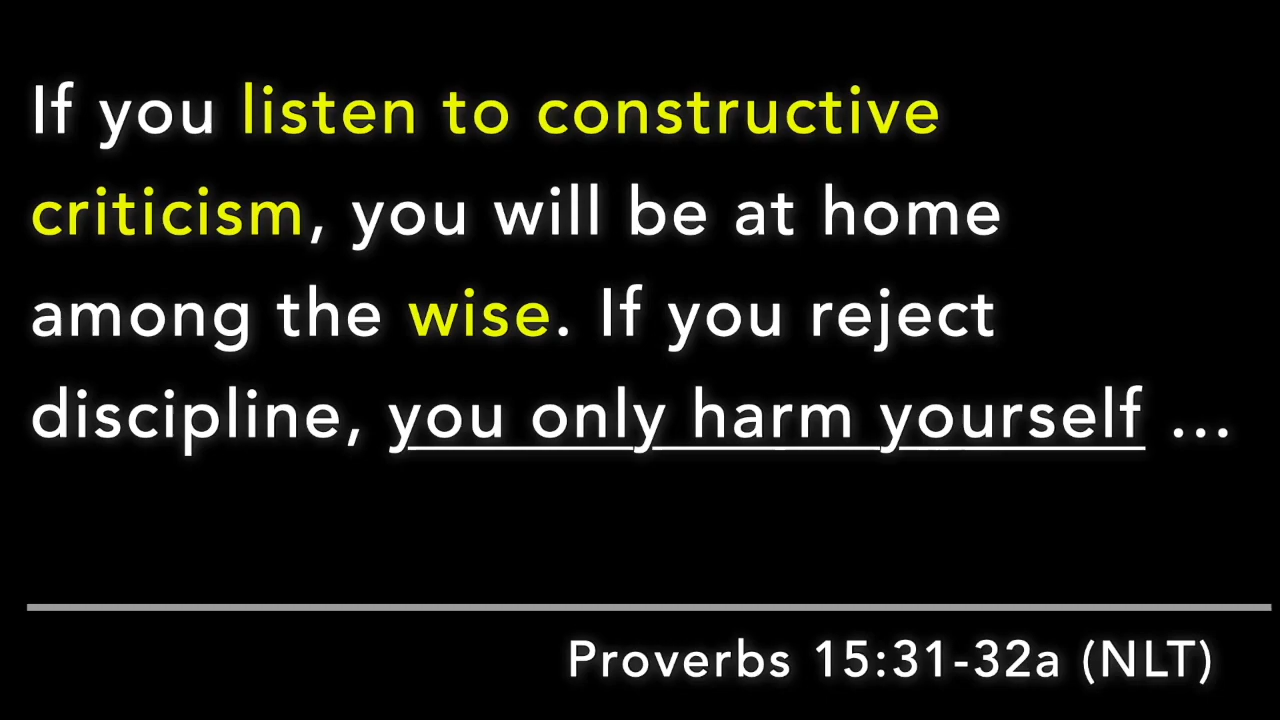 If you listen to constructive
criticism, you will be at home
among the wise. If you reject
discipline, you only harm yourself ...
Proverbs 15:31-32a (NLT)